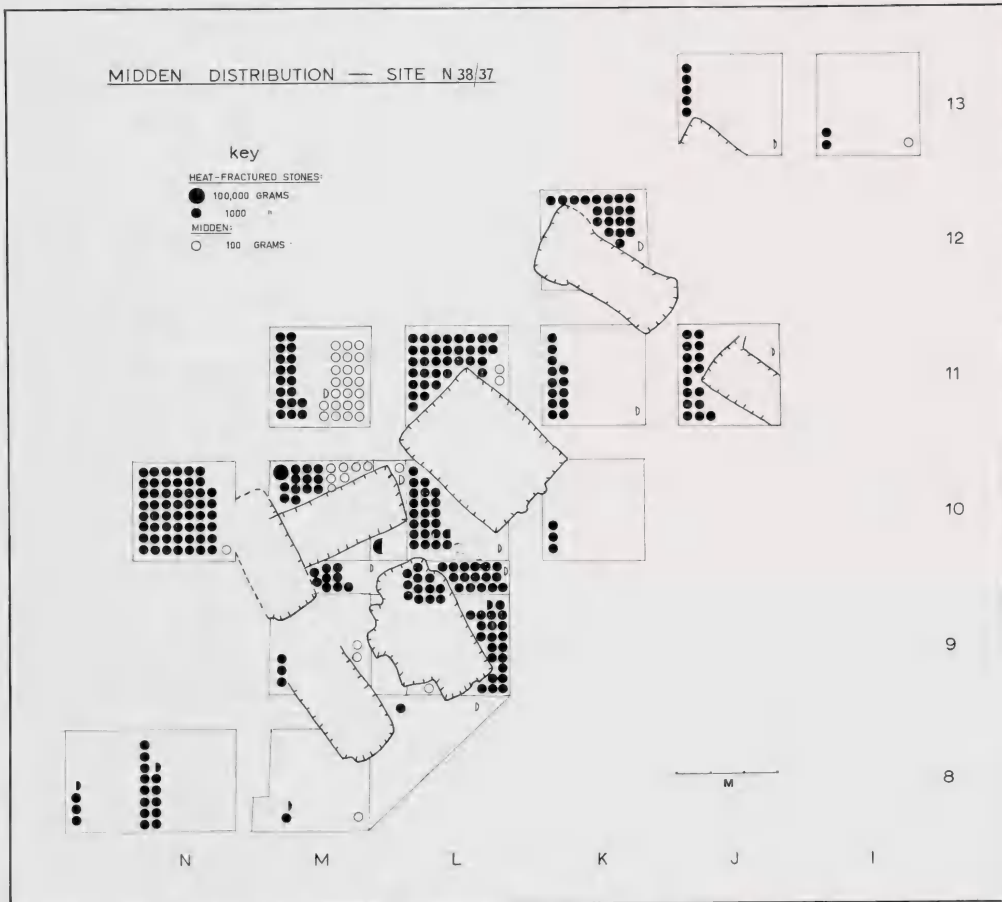 MIDDEN DISTRIBUTION — SITE N 38/37
key
HEAT-FRACTURED STONES:
100,000 GRAMS
1000 "
MIDDEN:
100 GRAMS
13
12
11
10
9
8
M
N M L K J I